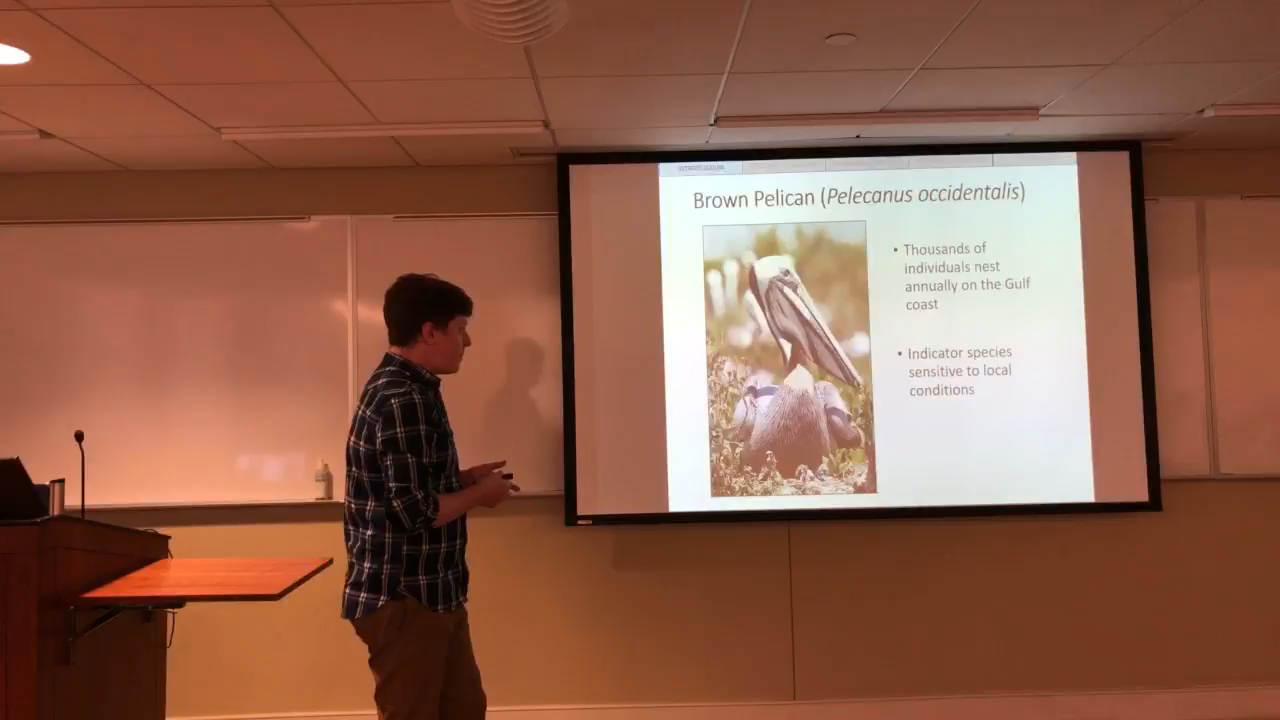 INTRODUCTION
Brown Pelican (Pelecanus occidentalis)
• Thousands of
individuals nest
annually on the Gulf
coast
• Indicator species
sensitive to local
conditions